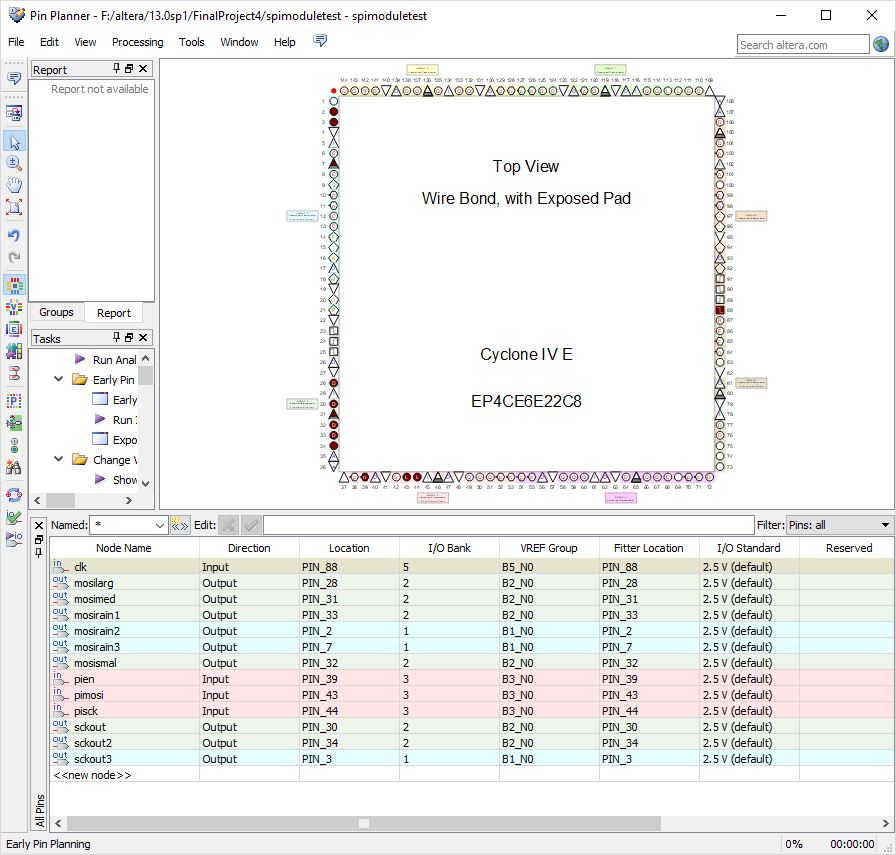 Pin Planner - F:/altera/13.0sp1/FinalProject4/spimoduletest - spimoduletest
File Edit View Processing Tools Window Help
Search altera.com
Report
Report not available
Groups Report
Tasks
Run Anal
Early Pin
Early
Run I
Expo
Change
Show
Top View
Wire Bond, with Exposed Pad
Cyclone IV E
EP4CE6E22C8
Named: * Edit: Filter: Pins: all
Node Name Direction Location I/O Bank VREF Group Fitter Location I/O Standard Reserved
in clk Input PIN_88 5 B5_N0 PIN_88 2.5 V (default)
out mosilarg Output PIN_28 2 B2_N0 PIN_28 2.5 V (default)
out mosimed Output PIN_31 2 B2_N0 PIN_31 2.5 V (default)
out mosirain1 Output PIN_33 2 B2_N0 PIN_33 2.5 V (default)
out mosirain2 Output PIN_2 1 B1_N0 PIN_2 2.5 V (default)
out mosirain3 Output PIN_7 1 B1_N0 PIN_7 2.5 V (default)
out mosismal Output PIN_32 2 B2_N0 PIN_32 2.5 V (default)
in pien Input PIN_39 3 B3_N0 PIN_39 2.5 V (default)
in pimosi Input PIN_43 3 B3_N0 PIN_43 2.5 V (default)
in pisck Input PIN_44 3 B3_N0 PIN_44 2.5 V (default)
out sckout Output PIN_30 2 B2_N0 PIN_30 2.5 V (default)
out sckout2 Output PIN_34 2 B2_N0 PIN_34 2.5 V (default)
out sckout3 Output PIN_3 1 B1_N0 PIN_3 2.5 V (default)
<<new node>>
All Pins
Early Pin Planning 0% 00:00:00